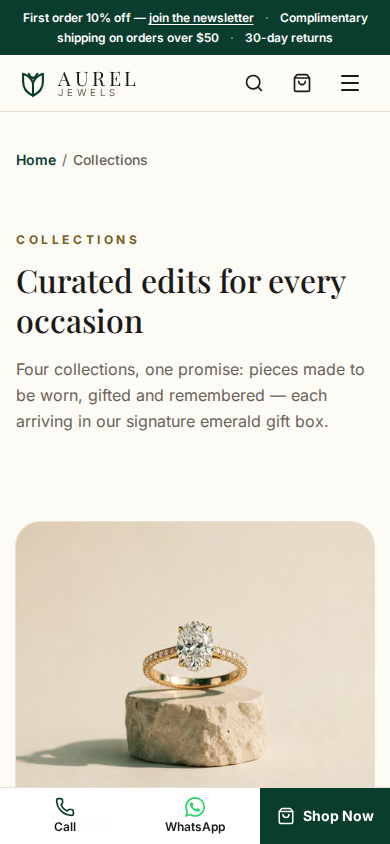 First order 10% off — join the newsletter · Complimentary
shipping on orders over $50 · 30-day returns
AUREL
JEWELS
Home / Collections
COLLECTIONS
Curated edits for every
occasion
Four collections, one promise: pieces made to
be worn, gifted and remembered — each
arriving in our signature emerald gift box.
Call
WhatsApp
Shop Now